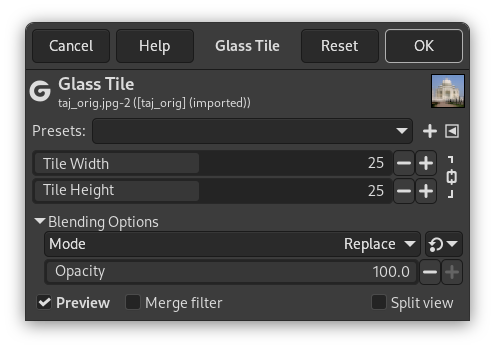 Cancel Help Glass Tile Reset OK
Glass Tile
taj_orig.jpg-2 ([taj_orig] (imported))
Presets:
Tile Width 25
Tile Height 25
Blending Options
Mode Replace
Opacity 100.0
Preview Merge filter Split view